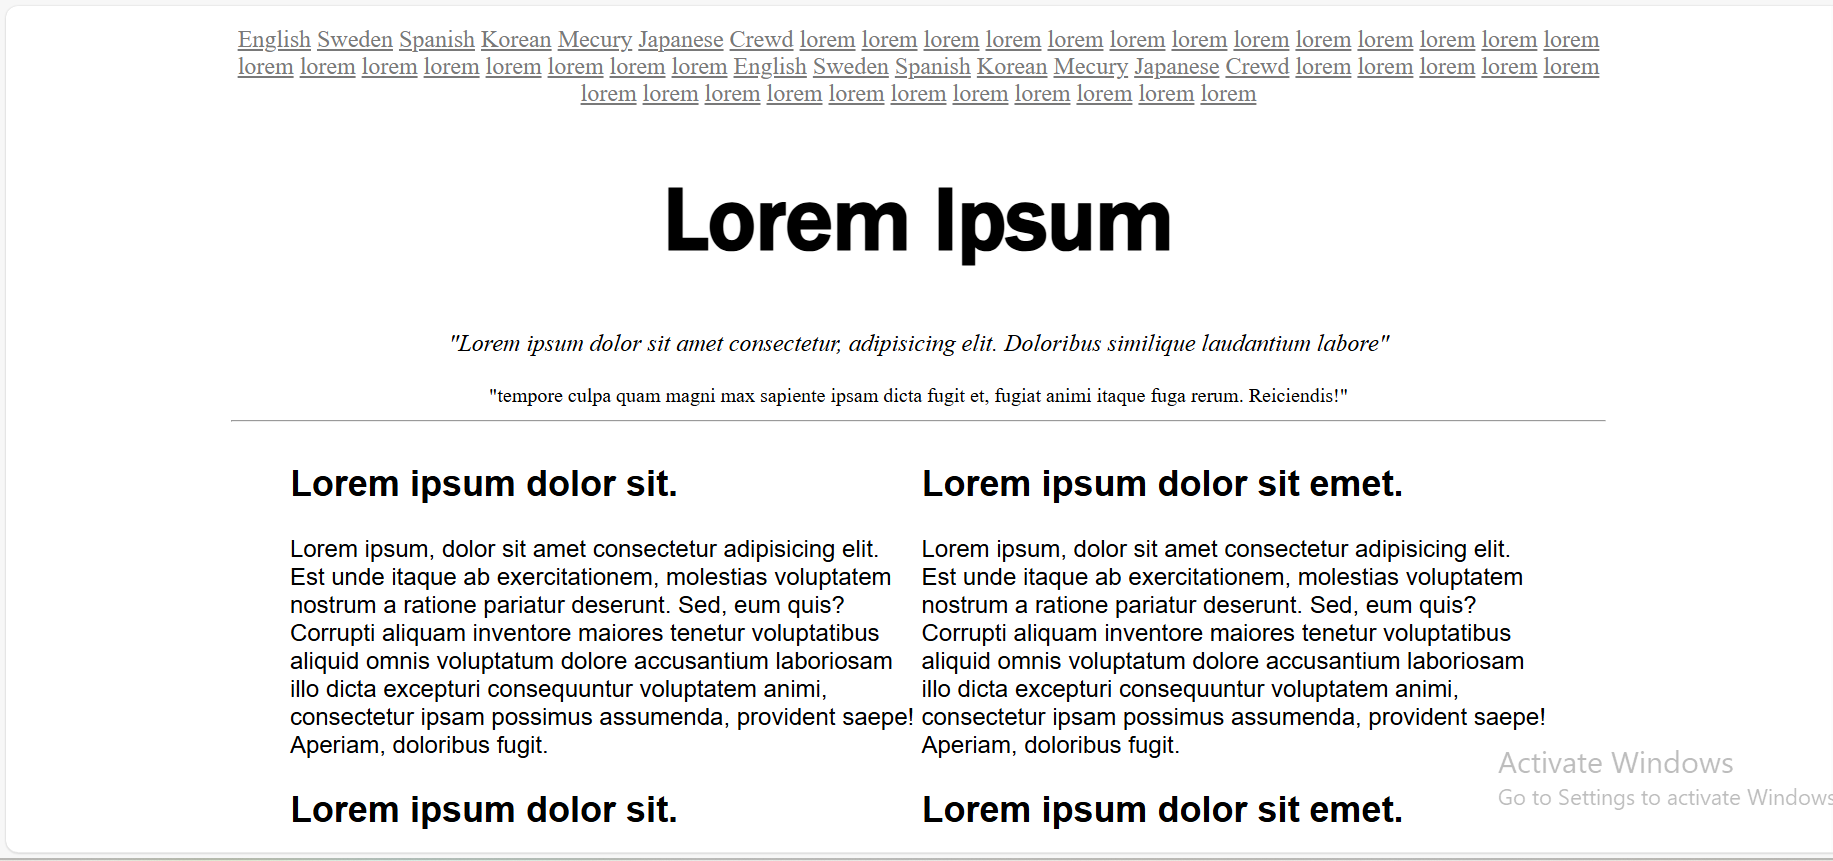 English Sweden Spanish Korean Mecury Japanese Crewd lorem lorem lorem lorem lorem lorem lorem lorem lorem lorem lorem lorem lorem
lorem lorem lorem lorem lorem lorem lorem lorem English Sweden Spanish Korean Mecury Japanese Crewd lorem lorem lorem lorem lorem
lorem lorem lorem lorem lorem lorem lorem lorem lorem lorem lorem
Lorem Ipsum
"Lorem ipsum dolor sit amet consectetur, adipisicing elit. Doloribus similique laudantium labore"
"tempore culpa quam magni max sapiente ipsam dicta fugit et, fugiat animi itaque fuga rerum. Reiciendis!"
Lorem ipsum dolor sit.
Lorem ipsum, dolor sit amet consectetur adipisicing elit.
Est unde itaque ab exercitationem, molestias voluptatem
nostrum a ratione pariatur deserunt. Sed, eum quis?
Corrupti aliquam inventore maiores tenetur voluptatibus
aliquid omnis voluptatum dolore accusantium laboriosam
illo dicta excepturi consequuntur voluptatem animi,
consectetur ipsam possimus assumenda, provident saepe!
Aperiam, doloribus fugit.
Lorem ipsum dolor sit.
Lorem ipsum dolor sit emet.
Lorem ipsum, dolor sit amet consectetur adipisicing elit.
Est unde itaque ab exercitationem, molestias voluptatem
nostrum a ratione pariatur deserunt. Sed, eum quis?
Corrupti aliquam inventore maiores tenetur voluptatibus
aliquid omnis voluptatum dolore accusantium laboriosam
illo dicta excepturi consequuntur voluptatem animi,
consectetur ipsam possimus assumenda, provident saepe!
Aperiam, doloribus fugit.
Lorem ipsum dolor sit emet.
Activate Windows
Go to Settings to activate Windows